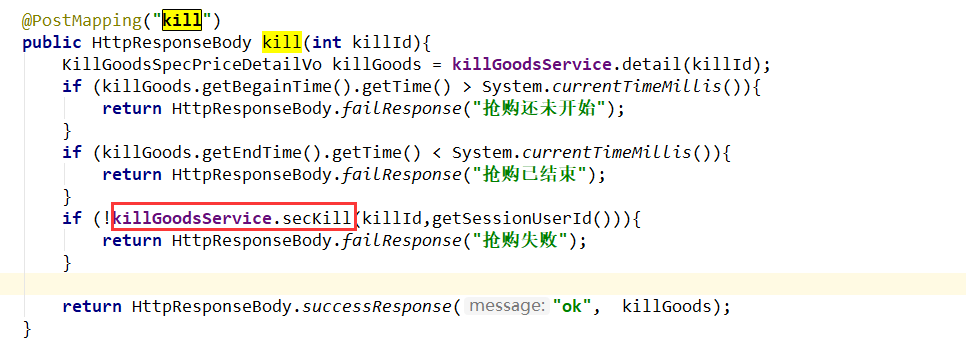 @PostMapping("kill")
public HttpResponseBody kill(int killId){
    KillGoodsSpecPriceDetailVo killGoods = killGoodsService.detail(killId);
    if (killGoods.getBegainTime().getTime() > System.currentTimeMillis()){
        return HttpResponseBody.failResponse("抢购还未开始");
    }
    if (killGoods.getEndTime().getTime() < System.currentTimeMillis()){
        return HttpResponseBody.failResponse("抢购已结束");
    }
    if (!killGoodsService.secKill(killId,getSessionUserId())){
        return HttpResponseBody.failResponse("抢购失败");
    }
    return HttpResponseBody.successResponse( message: "ok",  killGoods);
}